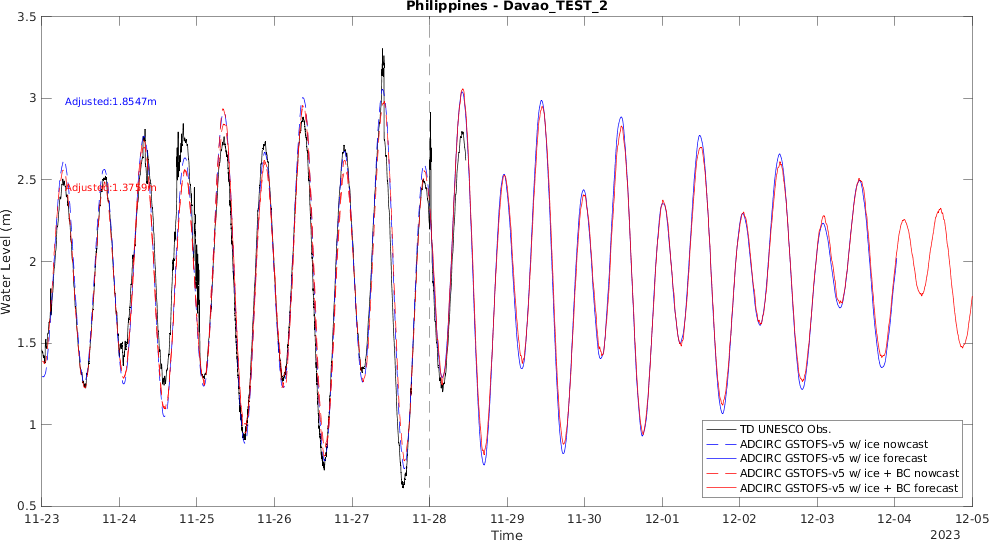 Philippines - Davao_TEST_2
3.5
3
2.5
2
1.5
1
0.5
Water Level (m)
Adjusted:1.8547m
Adjusted:1.3759m
TD UNESCO Obs.
ADCIRC GSTOFS-v5 w/ ice nowcast
ADCIRC GSTOFS-v5 w/ ice forecast
ADCIRC GSTOFS-v5 w/ ice + BC nowcast
ADCIRC GSTOFS-v5 w/ ice + BC forecast
11-23 11-24 11-25 11-26 11-27 11-28 11-29 11-30 12-01 12-02 12-03 12-04 12-05
Time
2023